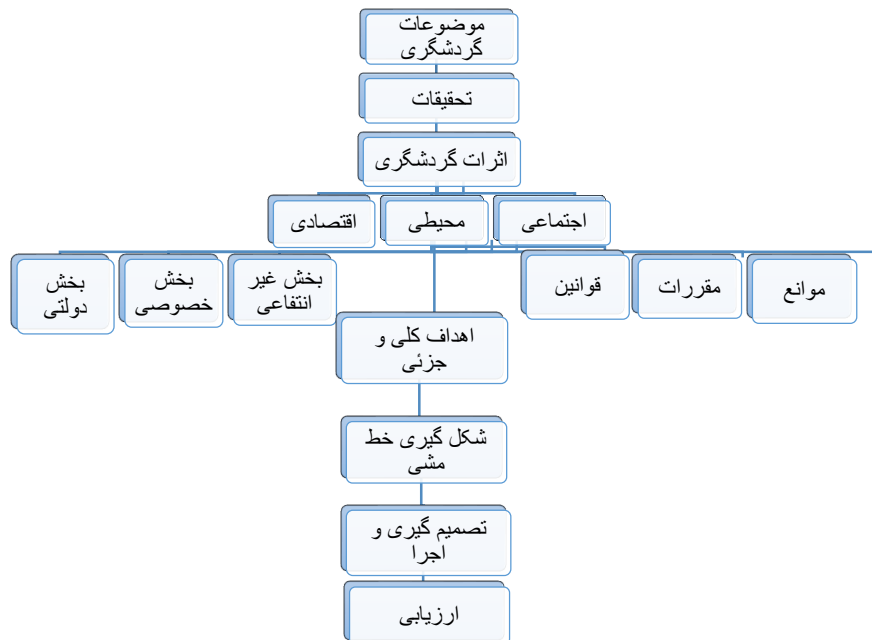 موضوعات
گردشگری
تحقیقات
اثرات گردشگری
اجتماعی
محیطی
اقتصادی
موانع
مقررات
قوانین
بخش غیر
انتفاعی
بخش
خصوصی
بخش
دولتی
اهداف کلی و
جزئی
شکل گیری خط
مشی
تصمیم گیری و
اجرا
ارزیابی